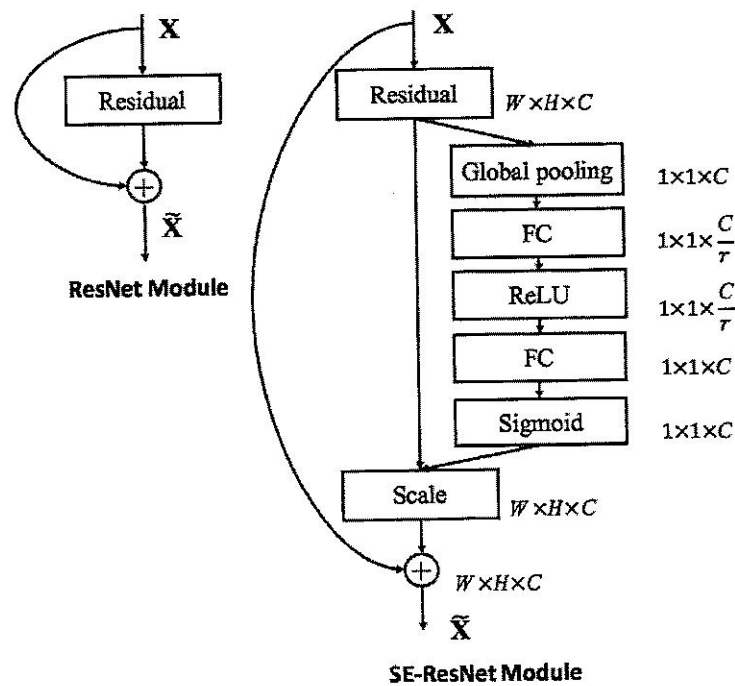 X
Residual
+
X̃
ResNet Module
X
Residual
W×H×C
Global pooling
1×1×C
FC
1×1×C/r
ReLU
1×1×C/r
FC
1×1×C
Sigmoid
1×1×C
Scale
W×H×C
+
W×H×C
X̃
SE-ResNet Module